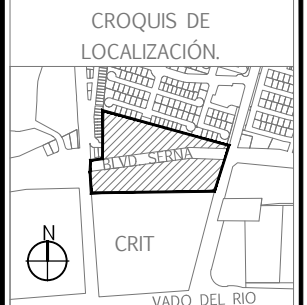 CROQUIS DE
LOCALIZACIÓN.
BLVD. SERNA
N
CRIT
VADO DEL RIO